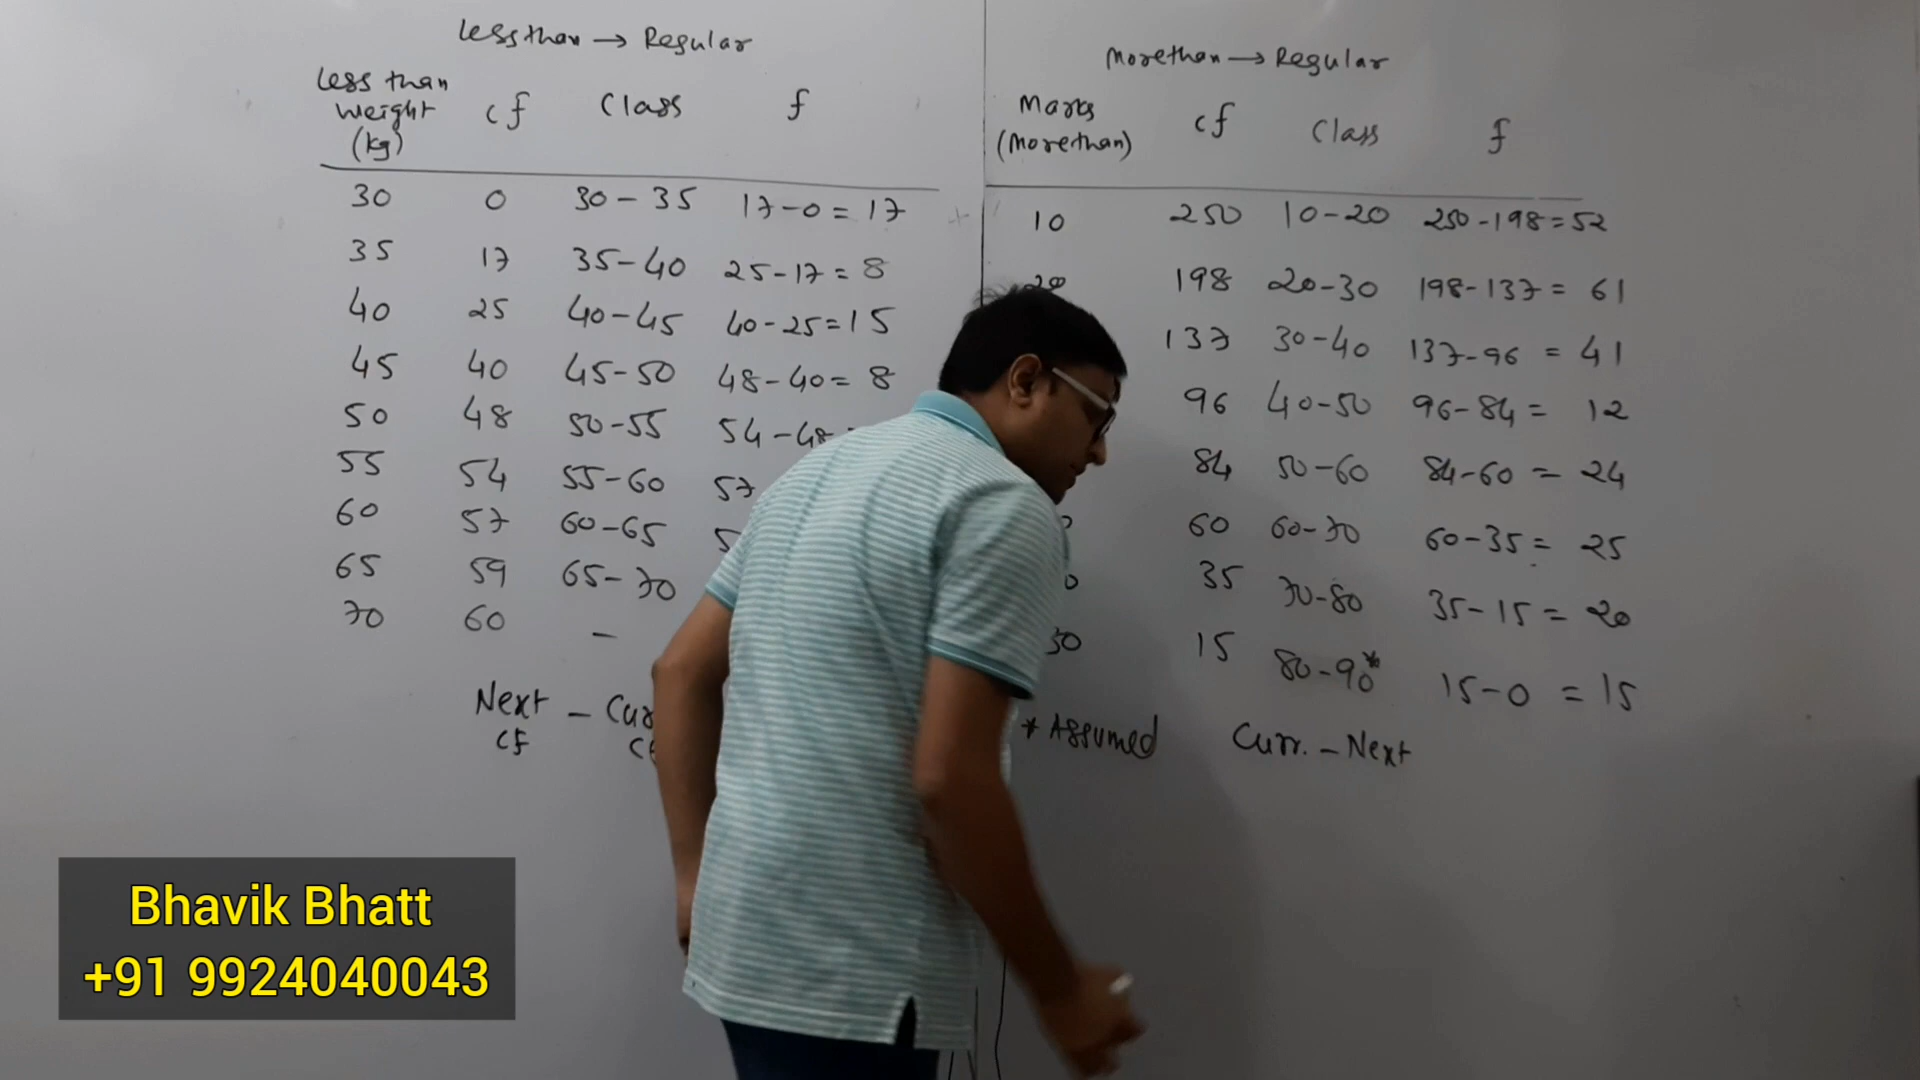 Less than → Regular
Less than Weight (kg) cf Class f
30 0 30 – 35 17 – 0 = 17
35 17 35 – 40 25 – 17 = 8
40 25 40 – 45 40 – 25 = 15
45 40 45 – 50 48 – 40 = 8
50 48 50 – 55 54 – 48
55 54 55 – 60 57
60 57 60 – 65
65 59 65 – 70
70 60 –
Next cf –
More than → Regular
Marks (More than) cf Class f
10 250 10 – 20 250 – 198 = 52
20 198 20 – 30 198 – 137 = 61
137 30 – 40 137 – 96 = 41
96 40 – 50 96 – 84 = 12
84 50 – 60 84 – 60 = 24
60 60 – 70 60 – 35 = 25
35 70 – 80 35 – 15 = 20
15 80 – 90* 15 – 0 = 15
* Assumed Curr. – Next
Bhavik Bhatt
+91 9924040043